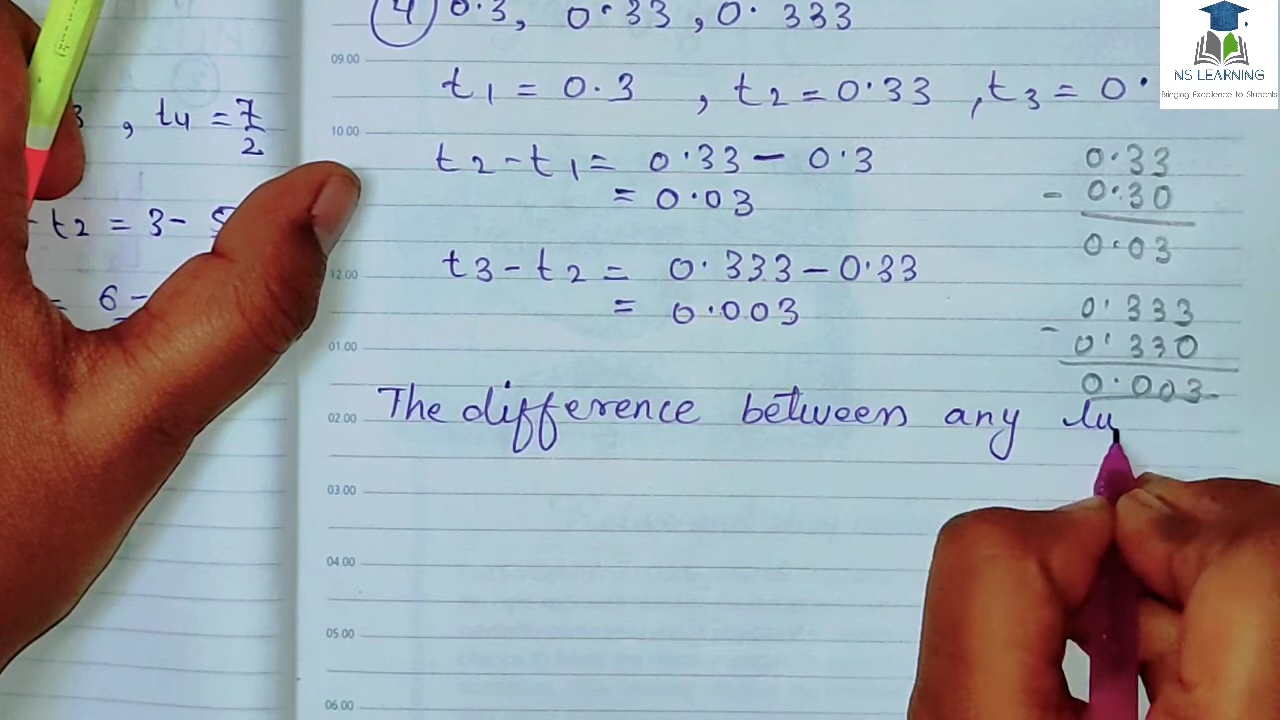 ④ 0.3, 0.33, 0.333
t1 = 0.3 , t2 = 0.33 , t3 = 0.
t2 - t1 = 0.33 - 0.3
= 0.03
t3 - t2 = 0.333 - 0.33
= 0.003
The difference between any
0.33
- 0.30
0.03
0.333
- 0.330
0.003
3 , t4 = 7/2
- t2 = 3 -
= 6 -
09.00
10.00
12.00
01.00
02.00
03.00
04.00
05.00
06.00
NS LEARNING
Bringing Excellence to Students